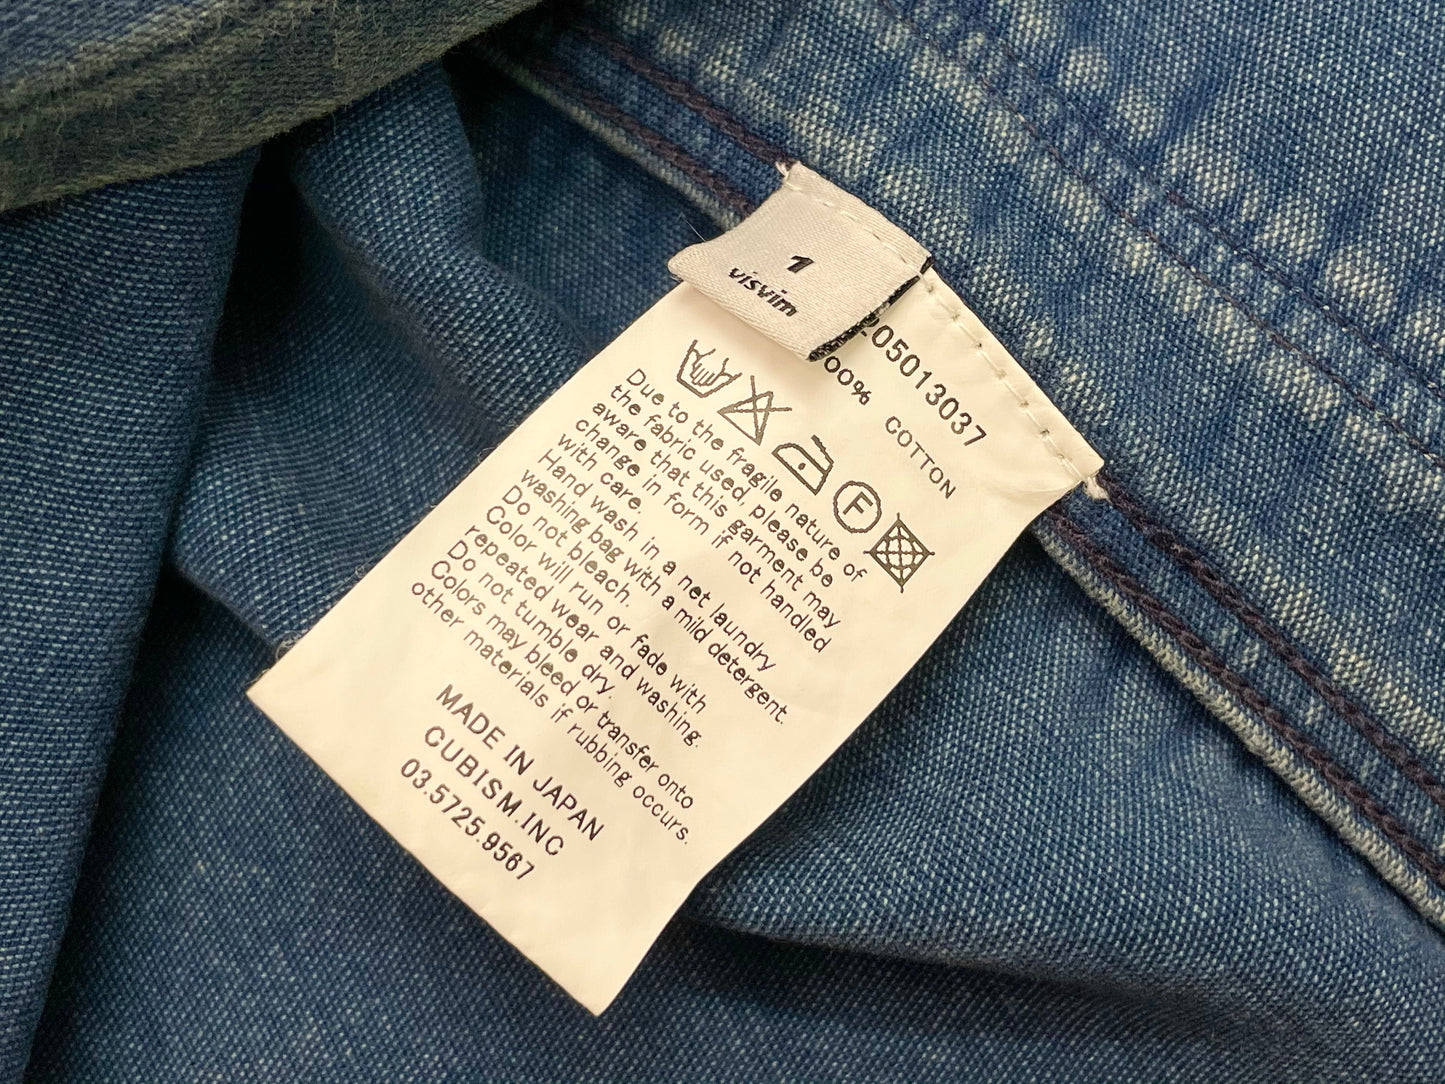 1
visvim
205013037
100% COTTON
F
Due to the fragile nature of
the fabric used, please be
aware that this garment may
change in form if not handled
with care.
Hand wash in a net laundry
washing bag with a mild detergent.
Do not bleach.
Color will run or fade with
repeated wear and washing.
Do not tumble dry.
Colors may bleed or transfer onto
other materials if rubbing occurs.
MADE IN JAPAN
CUBISM.INC
03.5725.9567